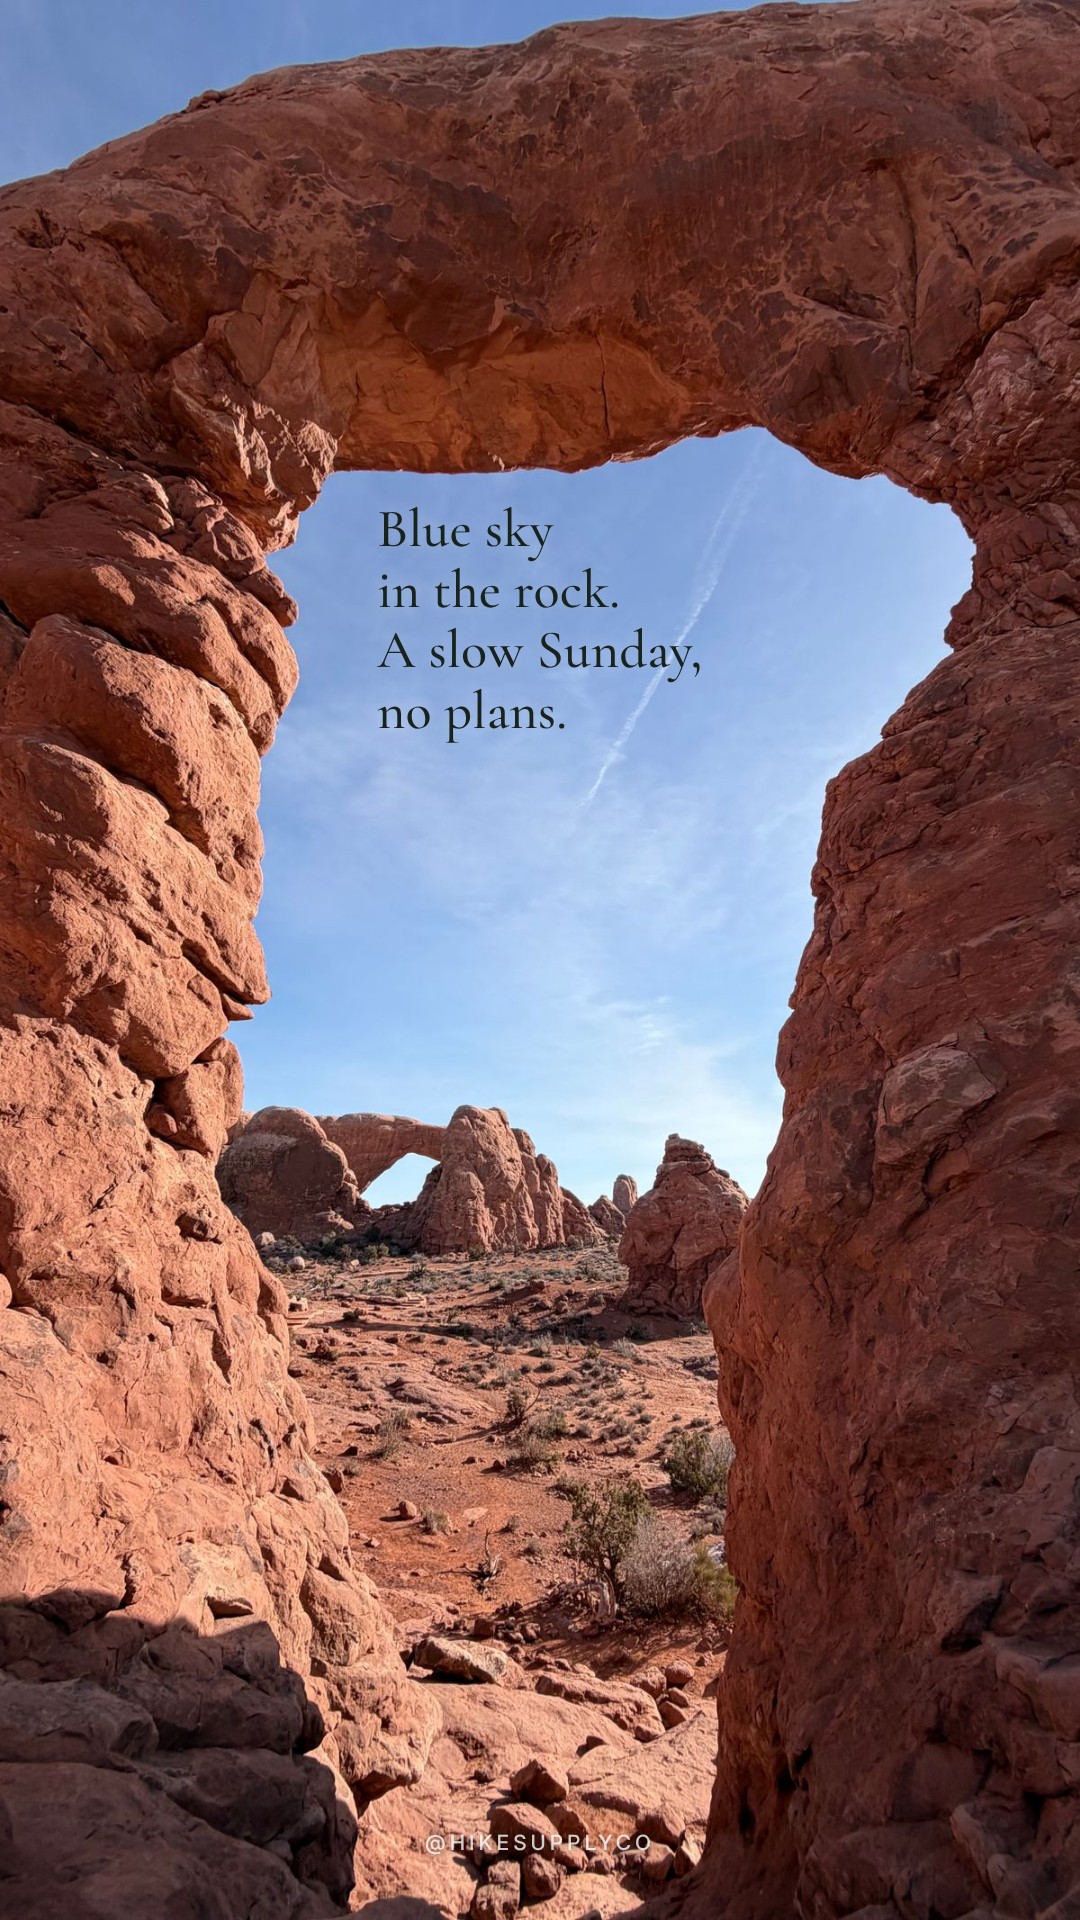 Blue sky
in the rock.
A slow Sunday,
no plans.
@HIKESUPPLYCO